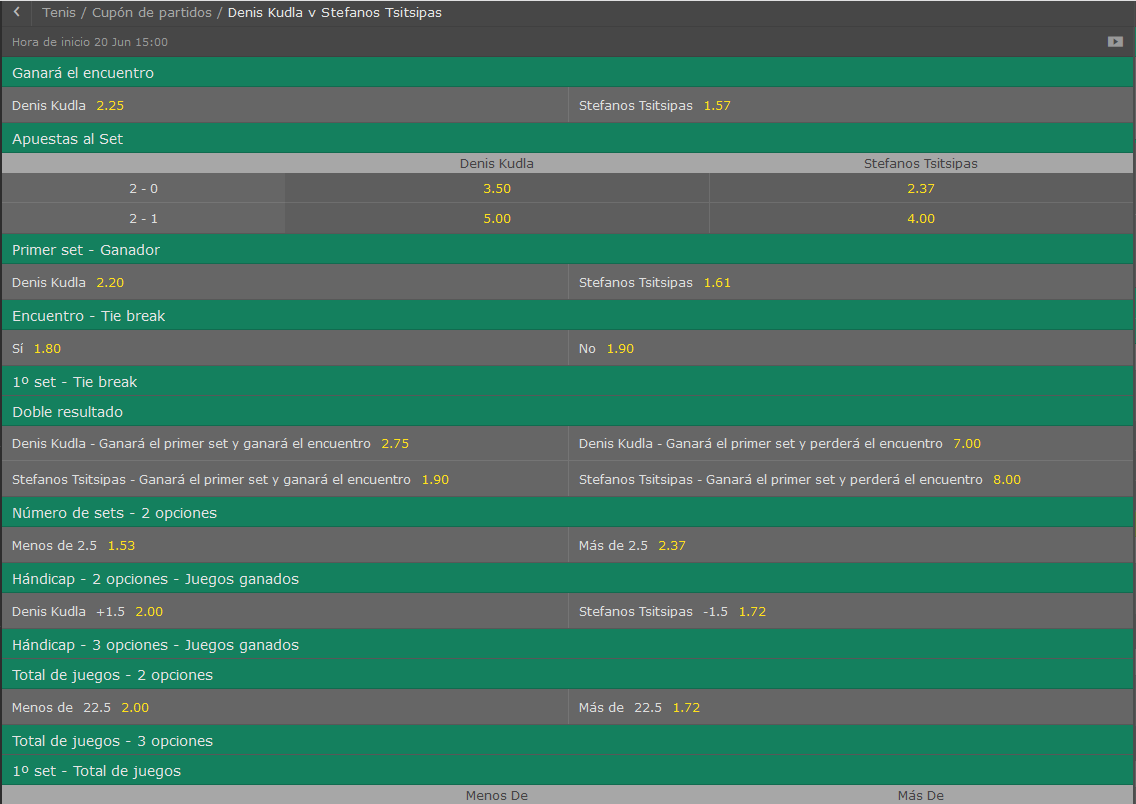 Tenis / Cupón de partidos / Denis Kudla v Stefanos Tsitsipas
Hora de inicio 20 Jun 15:00
Ganará el encuentro
Denis Kudla 2.25 Stefanos Tsitsipas 1.57
Apuestas al Set
Denis Kudla Stefanos Tsitsipas
2 - 0 3.50 2.37
2 - 1 5.00 4.00
Primer set - Ganador
Denis Kudla 2.20 Stefanos Tsitsipas 1.61
Encuentro - Tie break
Sí 1.80 No 1.90
1º set - Tie break
Doble resultado
Denis Kudla - Ganará el primer set y ganará el encuentro 2.75 Denis Kudla - Ganará el primer set y perderá el encuentro 7.00
Stefanos Tsitsipas - Ganará el primer set y ganará el encuentro 1.90 Stefanos Tsitsipas - Ganará el primer set y perderá el encuentro 8.00
Número de sets - 2 opciones
Menos de 2.5 1.53 Más de 2.5 2.37
Hándicap - 2 opciones - Juegos ganados
Denis Kudla +1.5 2.00 Stefanos Tsitsipas -1.5 1.72
Hándicap - 3 opciones - Juegos ganados
Total de juegos - 2 opciones
Menos de 22.5 2.00 Más de 22.5 1.72
Total de juegos - 3 opciones
1º set - Total de juegos
Menos De Más De